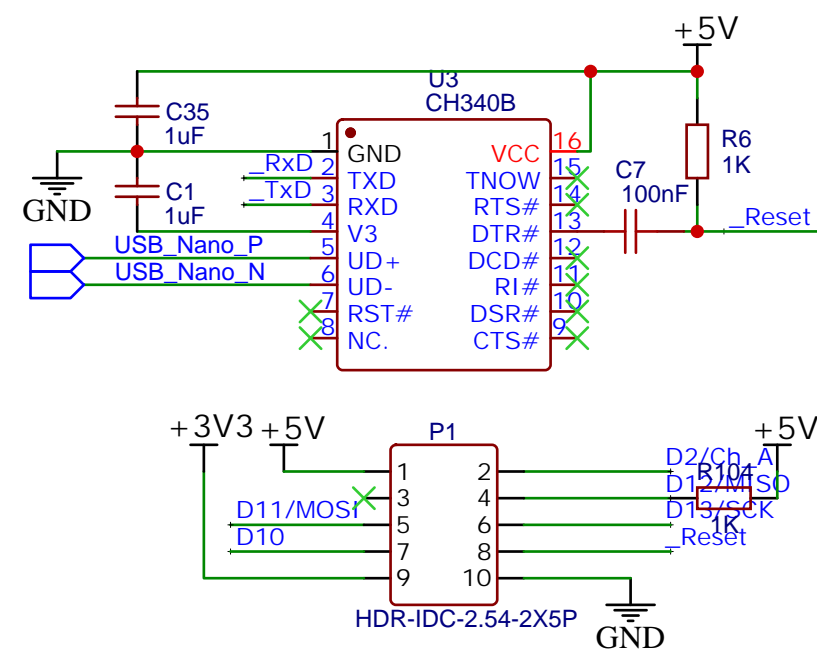 +5V
U3
CH340B
C35
1uF
R6
1K
1
GND
VCC
16
_RxD
2
TXD
TNOW
15
C7
100nF
_TxD
3
RXD
RTS#
14
C1
1uF
GND
4
V3
DTR#
13
_Reset
USB_Nano_P
5
UD+
DCD#
12
USB_Nano_N
6
UD-
RI#
11
7
RST#
DSR#
10
8
NC.
CTS#
9
+3V3
+5V
P1
+5V
1
2
D2/Ch_A
R104
3
4
D12/MISO
D11/MOSI
5
6
D13/SCK
1K
D10
7
8
_Reset
9
10
HDR-IDC-2.54-2X5P
GND